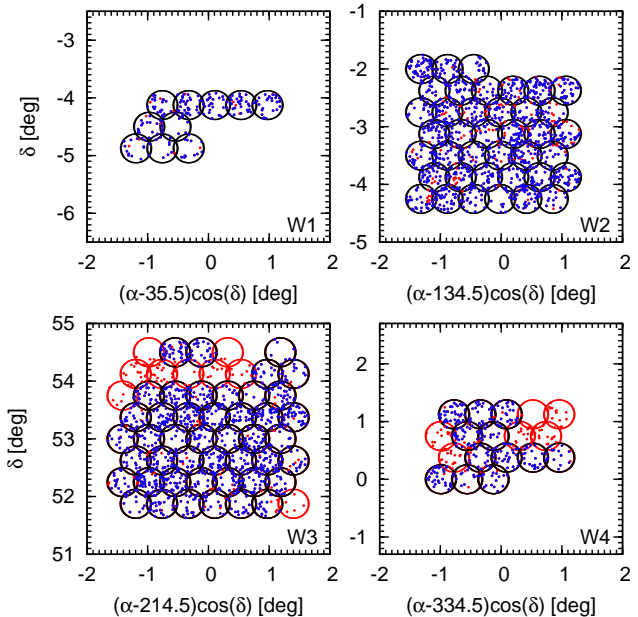 -3
-4
-5
-6
δ [deg]
W1
-2 -1 0 1 2
(α-35.5)cos(δ) [deg]
-1
-2
-3
-4
-5
W2
-2 -1 0 1 2
(α-134.5)cos(δ) [deg]
55
54
53
52
51
δ [deg]
W3
-2 -1 0 1 2
(α-214.5)cos(δ) [deg]
2
1
0
-1
W4
-2 -1 0 1 2
(α-334.5)cos(δ) [deg]